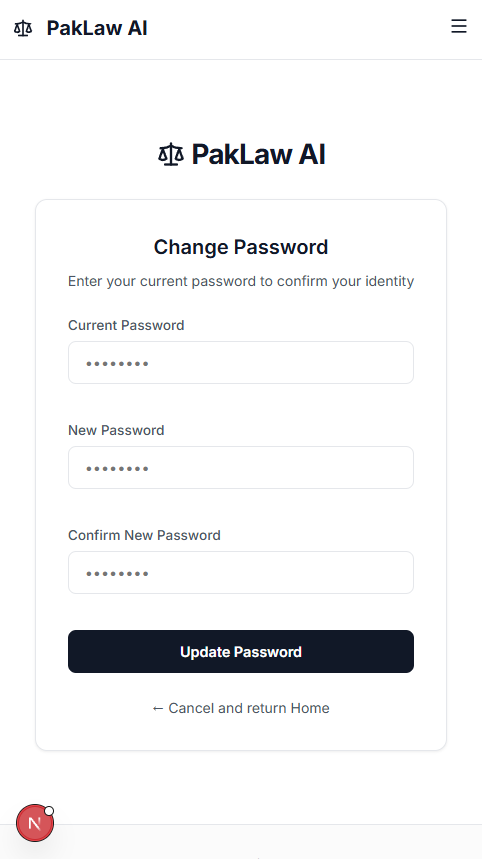 PakLaw AI
PakLaw AI
Change Password
Enter your current password to confirm your identity
Current Password
••••••••
New Password
••••••••
Confirm New Password
••••••••
Update Password
← Cancel and return Home
N